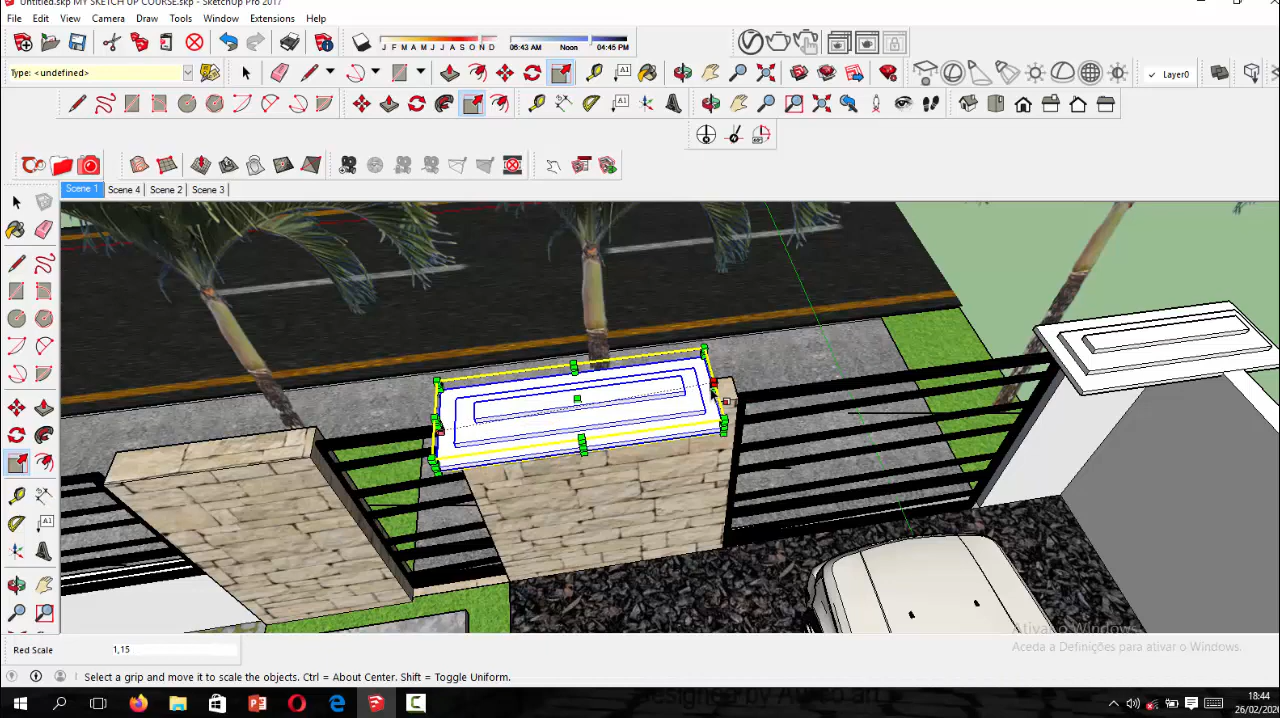 Untitled.skp MY SKETCH UP COURSE.skp - SketchUp Pro 2017
File Edit View Camera Draw Tools Window Extensions Help
J F M A M J J A S O N D 06:43 AM Noon 04:45 PM
Type: <undefined>
A1
Layer0
A1
Scene 1 Scene 4 Scene 2 Scene 3
A1
Ativar o Windows
Aceda a Definições para ativar o Windows.
Red Scale 1,15
Select a grip and move it to scale the objects. Ctrl = About Center. Shift = Toggle Uniform.
18:44